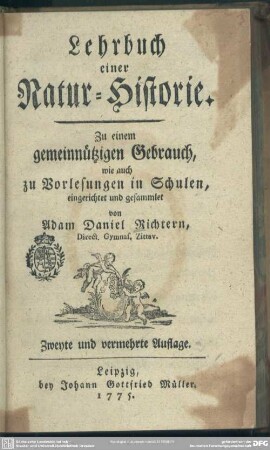 Lehrbuch
einer
Natur-Historie.
Zu einem
gemeinnützigen Gebrauch,
wie auch
zu Vorlesungen in Schulen,
eingerichtet und gesammlet
von
Adam Daniel Richtern,
Direct. Gymnas. Zittav.
Zweyte und vermehrte Auflage.
Leipzig,
bey Johann Gottfried Müller.
1775.
DFG